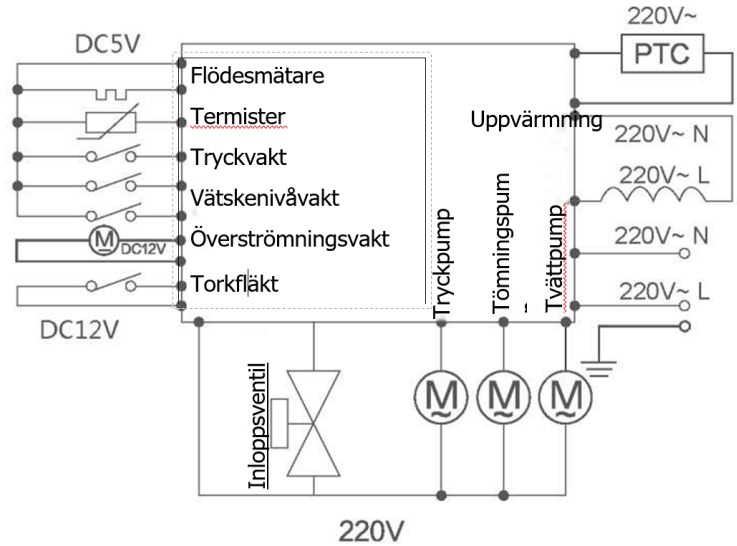 DC5V
Flödesmätare
Termister
Tryckvakt
Vätskenivåvakt
Överströmningsvakt
M
DC12V
Torkfläkt
DC12V
220V~
PTC
Uppvärmning
220V~ N
220V~ L
220V~ N
220V~ L
Tryckpump
Tömningspum
-
Tvättpump
Inloppsventil
M
~
M
~
M
~
220V